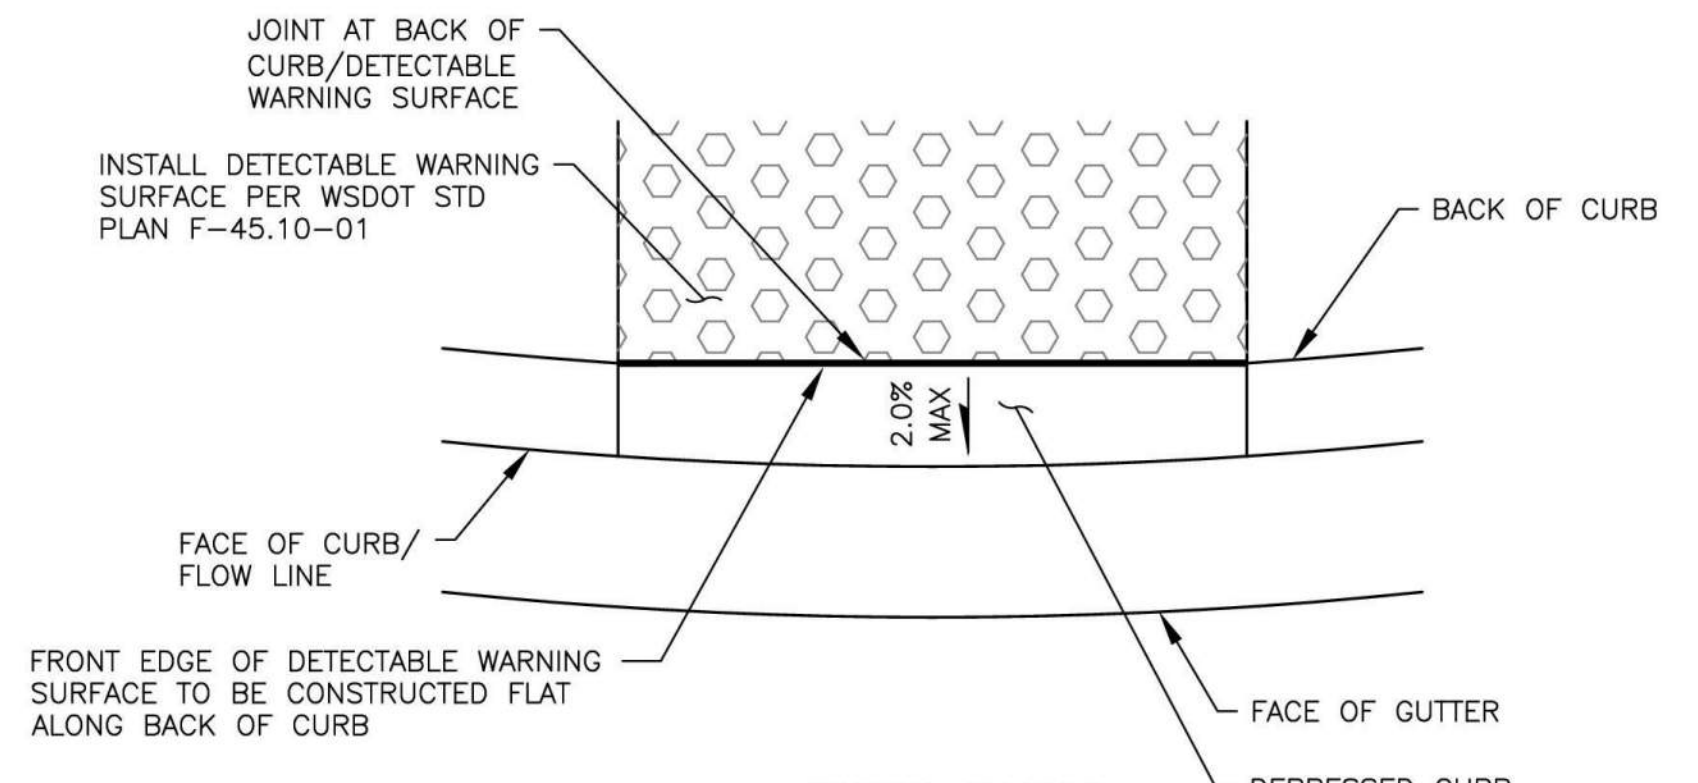 JOINT AT BACK OF
CURB/DETECTABLE
WARNING SURFACE
INSTALL DETECTABLE WARNING
SURFACE PER WSDOT STD
PLAN F-45.10-01
BACK OF CURB
2.0%
MAX
FACE OF CURB/
FLOW LINE
FRONT EDGE OF DETECTABLE WARNING
SURFACE TO BE CONSTRUCTED FLAT
ALONG BACK OF CURB
FACE OF GUTTER
DEPRESSED CURB